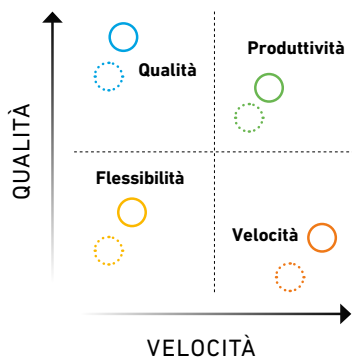 Produttività
Qualità
QUALITÀ
Flessibilità
Velocità
VELOCITÀ